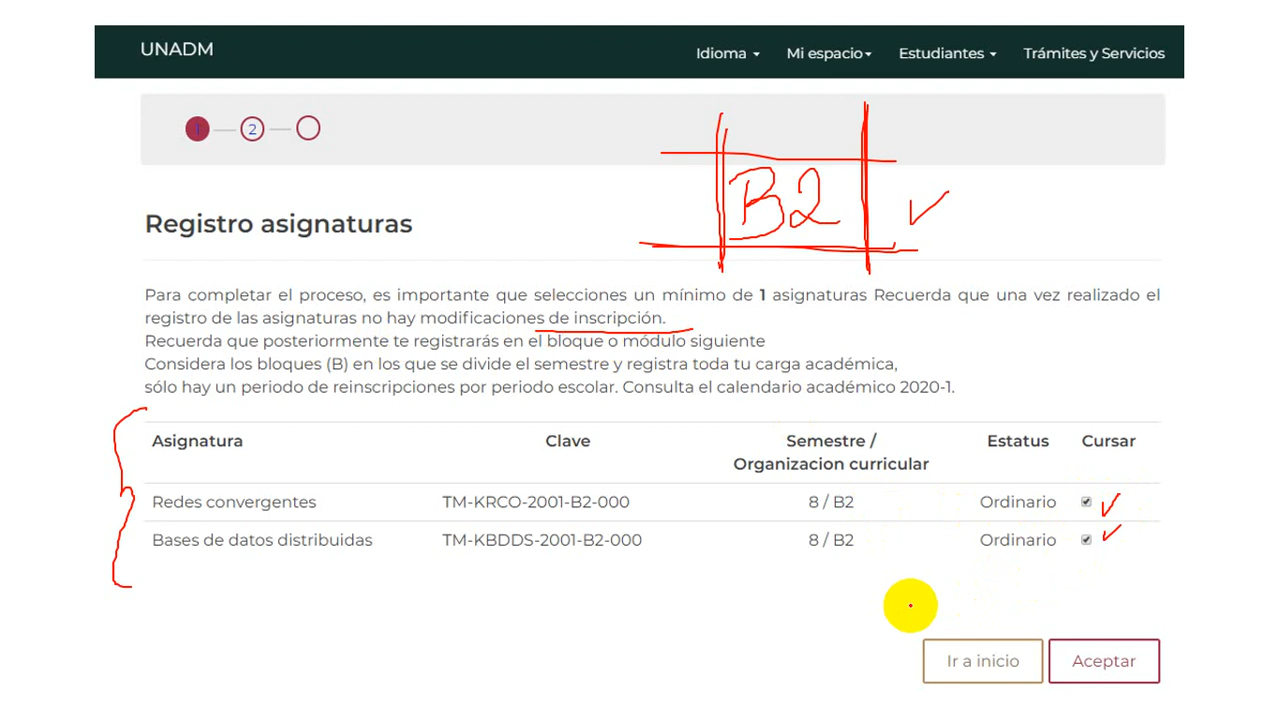 UNADM
Idioma Mi espacio Estudiantes Trámites y Servicios
1 2
B2
Registro asignaturas
Para completar el proceso, es importante que selecciones un mínimo de 1 asignaturas Recuerda que una vez realizado el
registro de las asignaturas no hay modificaciones de inscripción.
Recuerda que posteriormente te registrarás en el bloque o módulo siguiente
Considera los bloques (B) en los que se divide el semestre y registra toda tu carga académica,
sólo hay un periodo de reinscripciones por periodo escolar. Consulta el calendario académico 2020-1.
Asignatura Clave Semestre / Estatus Cursar
Organizacion curricular
Redes convergentes TM-KRCO-2001-B2-000 8 / B2 Ordinario
Bases de datos distribuidas TM-KBDDS-2001-B2-000 8 / B2 Ordinario
Ir a inicio Aceptar